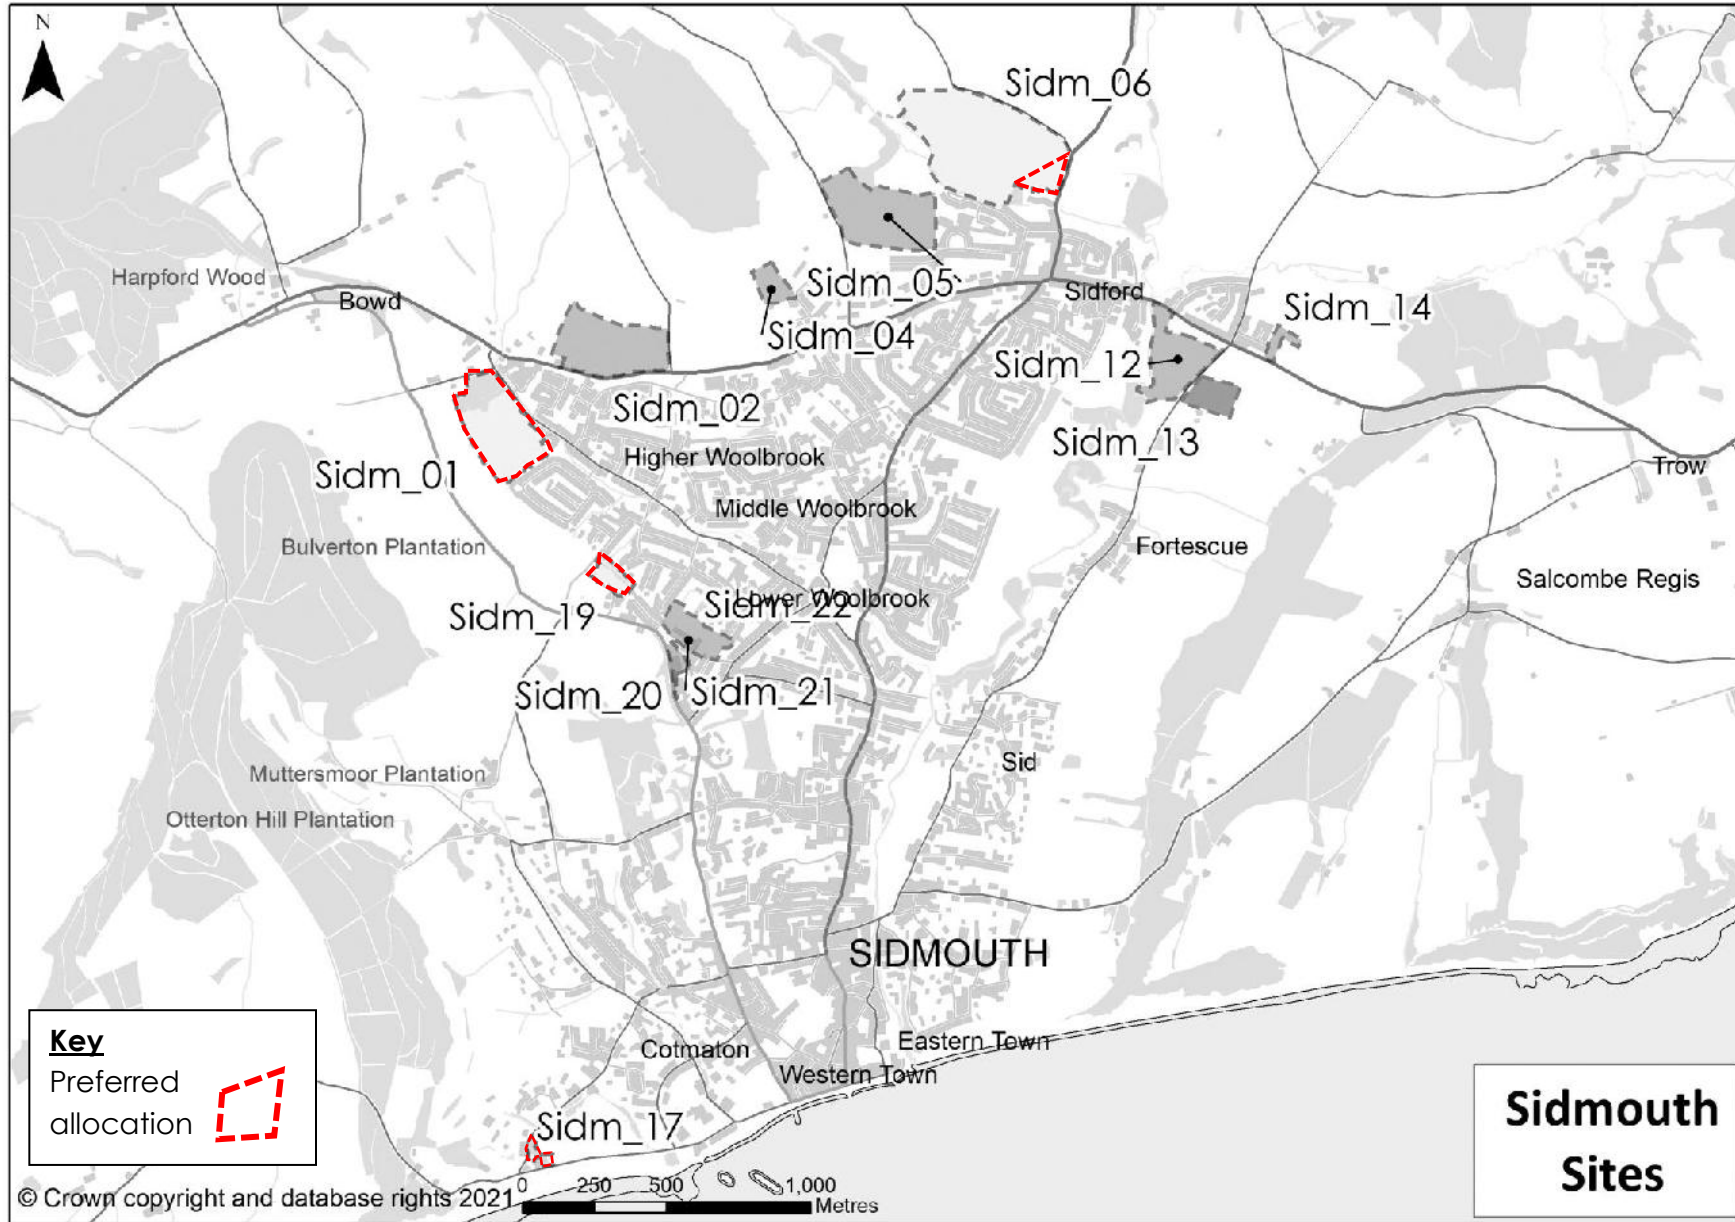 N
Sidm_06
Harpford Wood
Bowd
Sidm_05
Sidford
Sidm_14
Sidm_04
Sidm_12
Sidm_02
Sidm_13
Higher Woolbrook
Sidm_01
Trow
Middle Woolbrook
Bulverton Plantation
Fortescue
Salcombe Regis
Sidm_22
Lower Woolbrook
Sidm_19
Sidm_20
Sidm_21
Sid
Muttersmoor Plantation
Otterton Hill Plantation
SIDMOUTH
Eastern Town
Cotmaton
Western Town
Sidm_17
Key
Preferred
allocation
Sidmouth
Sites
© Crown copyright and database rights 2021
0 250 500 1,000
Metres